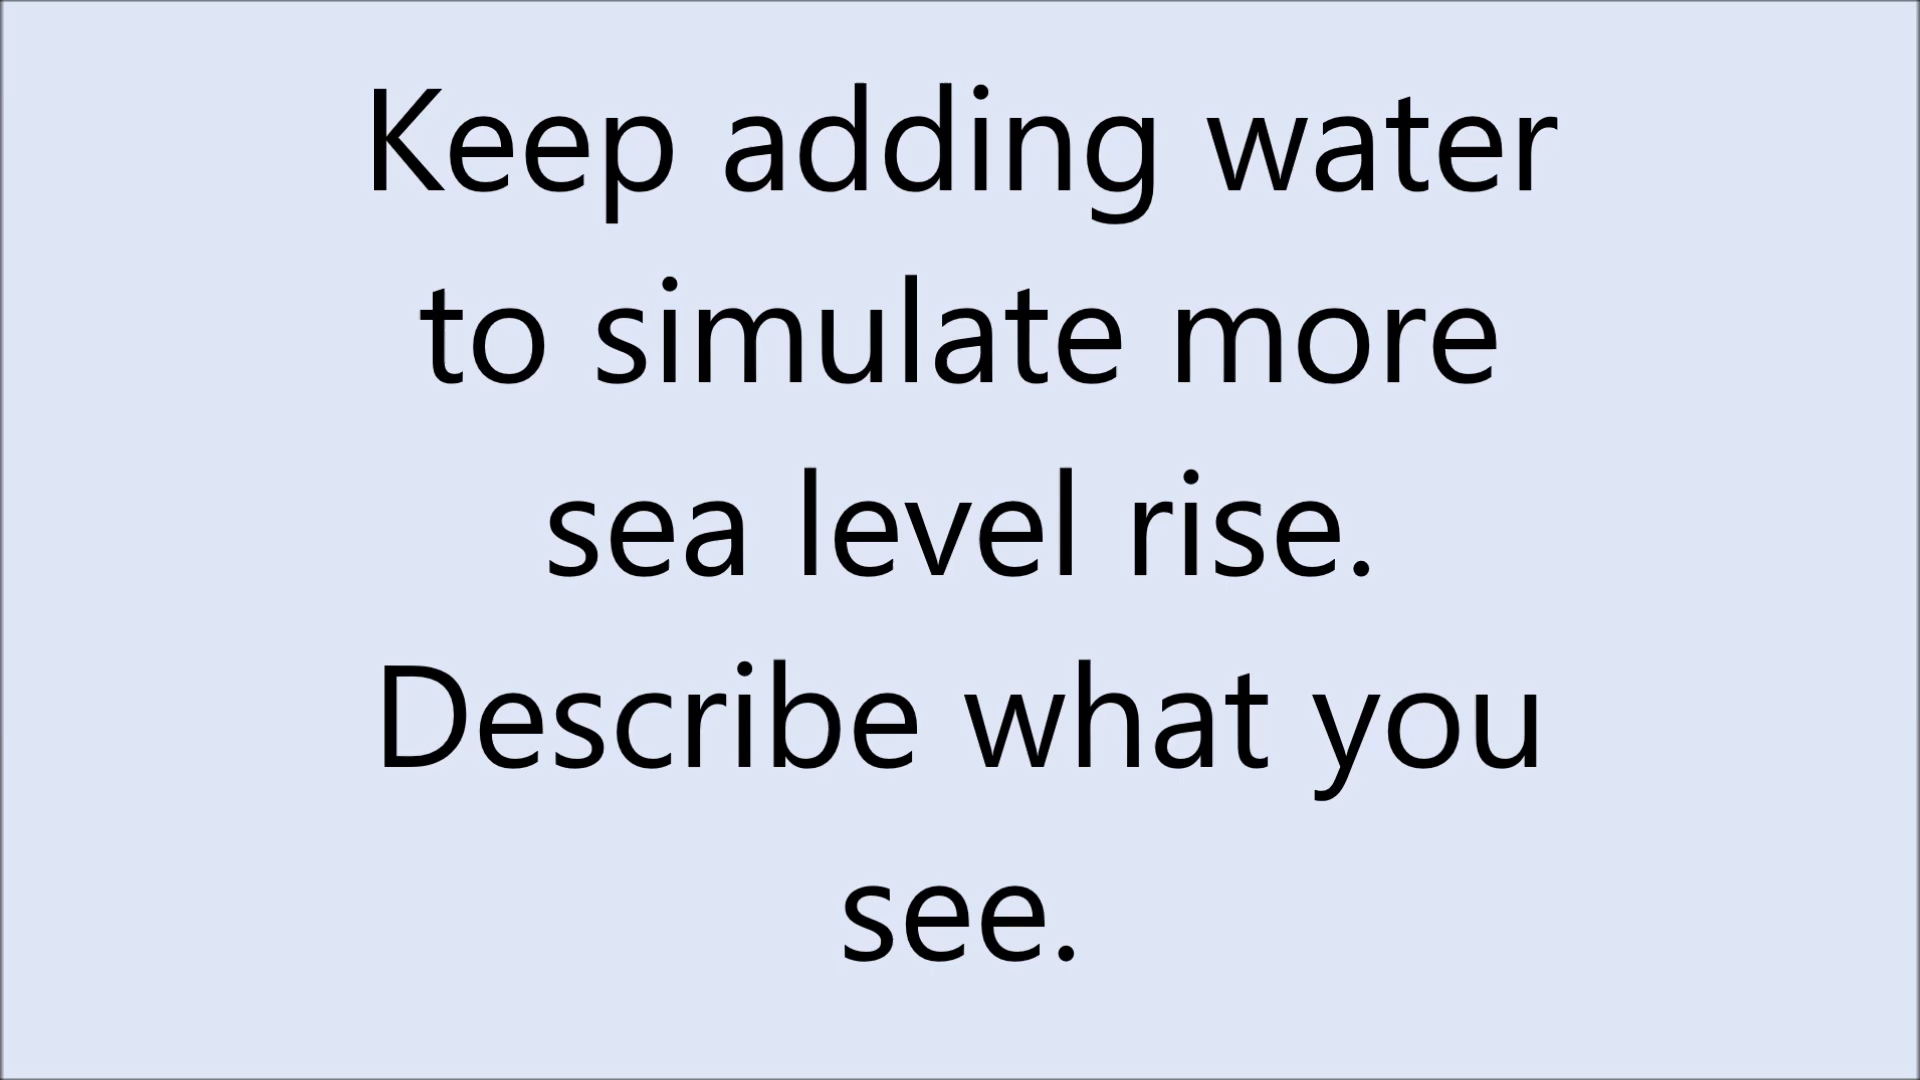 Keep adding water
to simulate more
sea level rise.
Describe what you
see.